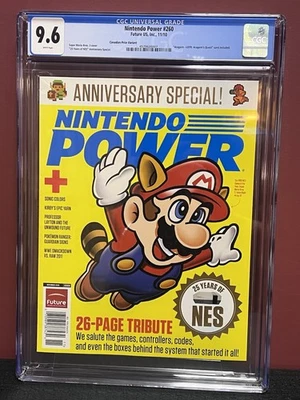 CGC UNIVERSAL GRADE
9.6
Nintendo Power #260
Future US, Inc., 11/10
Canadian Price Variant
ANNIVERSARY SPECIAL!
NINTENDO
POWER
SONIC COLORS
KIRBY'S EPIC YARN
PROFESSOR
LAYTON AND THE
UNWOUND FUTURE
POKÉMON RANGER:
GUARDIAN SIGNS
WWE SMACKDOWN
VS. RAW 2011
25 YEARS OF
NES
26-PAGE TRIBUTE
We salute the games, controllers, codes,
and even the boxes behind the system that started it all!
Future